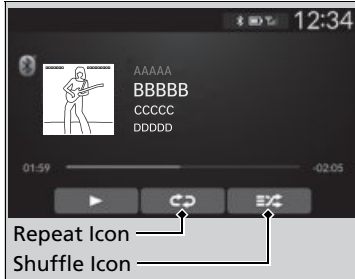 12:34
AAAAA
BBBBB
CCCCC
DDDDD
01:59
-02:05
Repeat Icon
Shuffle Icon